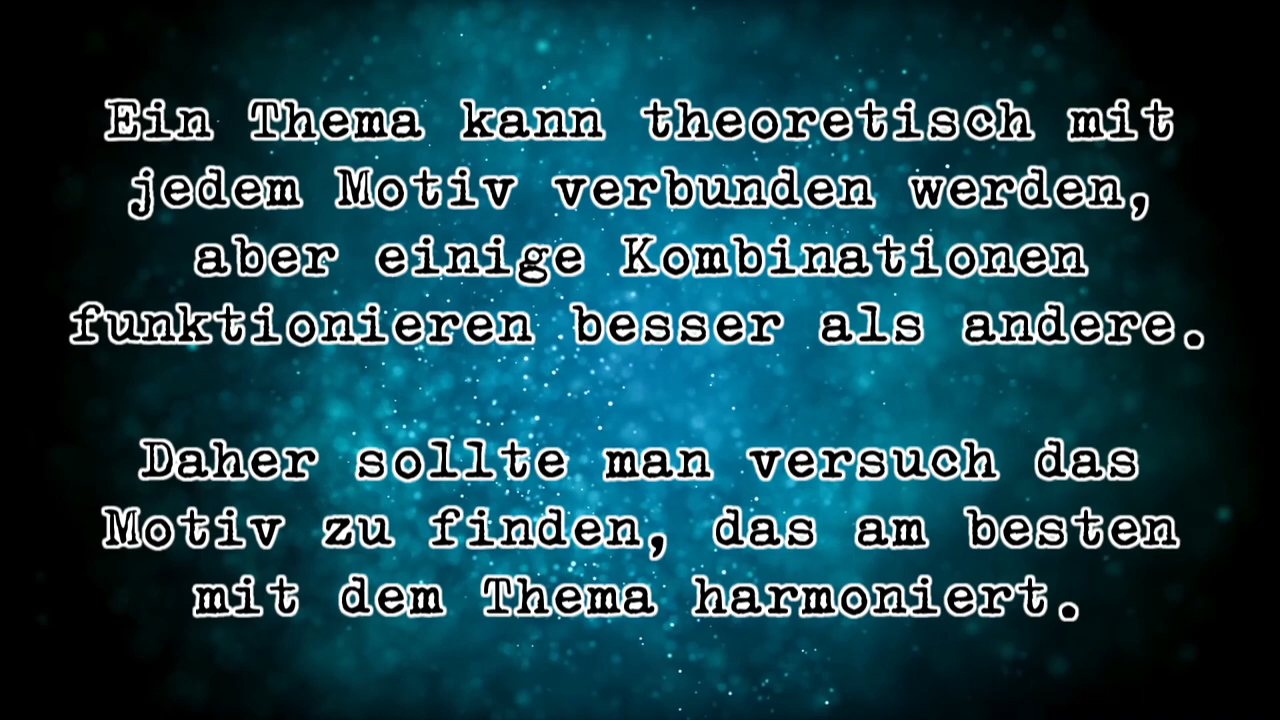 Ein Thema kann theoretisch mit
jedem Motiv verbunden werden,
aber einige Kombinationen
funktionieren besser als andere.
Daher sollte man versuch das
Motiv zu finden, das am besten
mit dem Thema harmoniert.